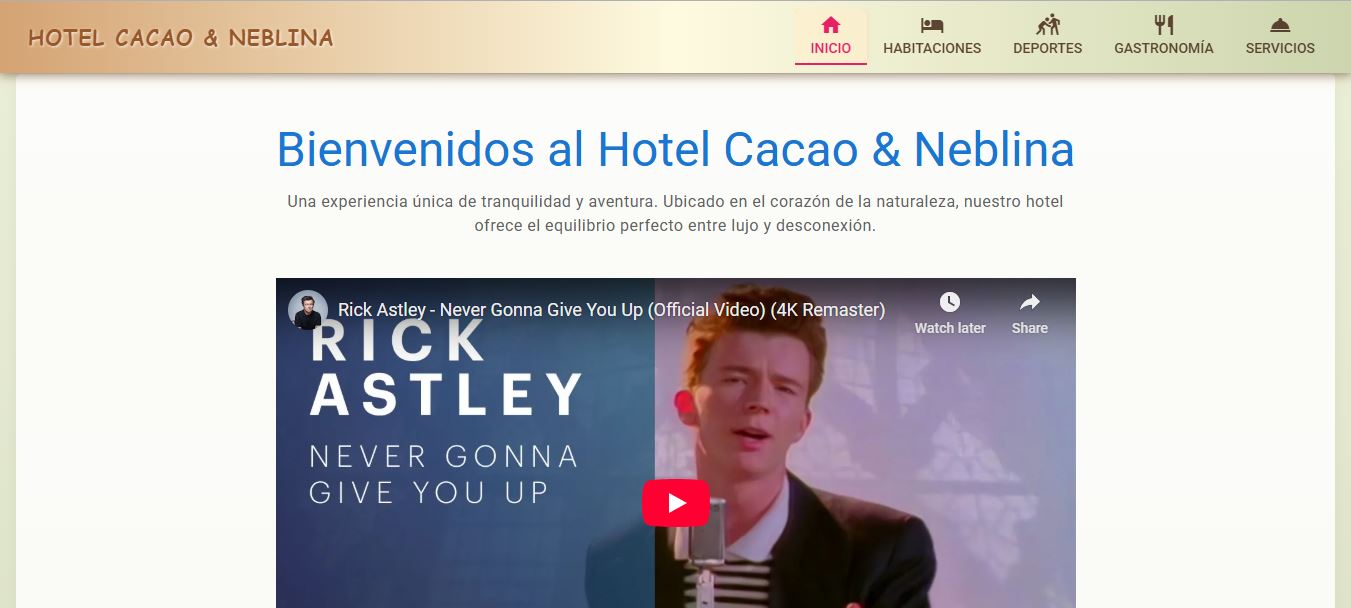 HOTEL CACAO & NEBLINA
INICIO
HABITACIONES
DEPORTES
GASTRONOMÍA
SERVICIOS
Bienvenidos al Hotel Cacao & Neblina
Una experiencia única de tranquilidad y aventura. Ubicado en el corazón de la naturaleza, nuestro hotel
ofrece el equilibrio perfecto entre lujo y desconexión.
Rick Astley - Never Gonna Give You Up (Official Video) (4K Remaster)
Watch later
Share
RICK
ASTLEY
NEVER GONNA
GIVE YOU UP